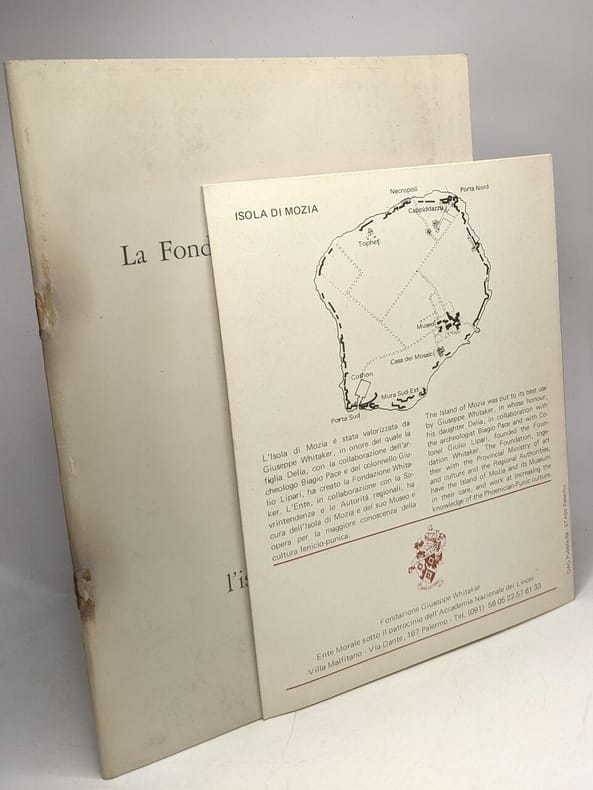 La Fond
l'is
ISOLA DI MOZIA
Necropoli
Porta Nord
Cappiddazzu
Tophet
Museo
Casa dei Mosaici
Cothon
Mura Sud-Est
Porta Sud
L'Isola di Mozia è stata valorizzata da
Giuseppe Whitaker, in onore del quale la
figlia Delia, con la collaborazione dell'ar-
cheologo Biagio Pace e del colonnello Giu-
lio Lipari, ha creato la Fondazione Whita-
ker. L'Ente, in collaborazione con la So-
vrintendenza e le Autorità regionali, ha
cura dell'Isola di Mozia e del suo Museo e
opera per la maggiore conoscenza della
cultura fenicio-punica.
The Island of Mozia was put to its best use
by Giuseppe Whitaker, in whose honour,
his daughter Delia, in collaboration with
the archeologist Biagio Pace and with Co-
lonel Giulio Lipari, founded the Foun-
dation Whitaker. The Foundation, toge-
ther with the Provincial Ministry of art
and culture and the Regional Authorities,
have the Island of Mozia and its Museum
in their care, and work at increasing the
knowledge of the Phoenician-Punic culture.
Fondazione Giuseppe Whitaker
Ente Morale sotto il patrocinio dell'Accademia Nazionale dei Lincei
Villa Malfitano - Via Dante, 167 Palermo - Tel. (091) 56 05 22-57 61 33
Pubblicità - 57 Palermo